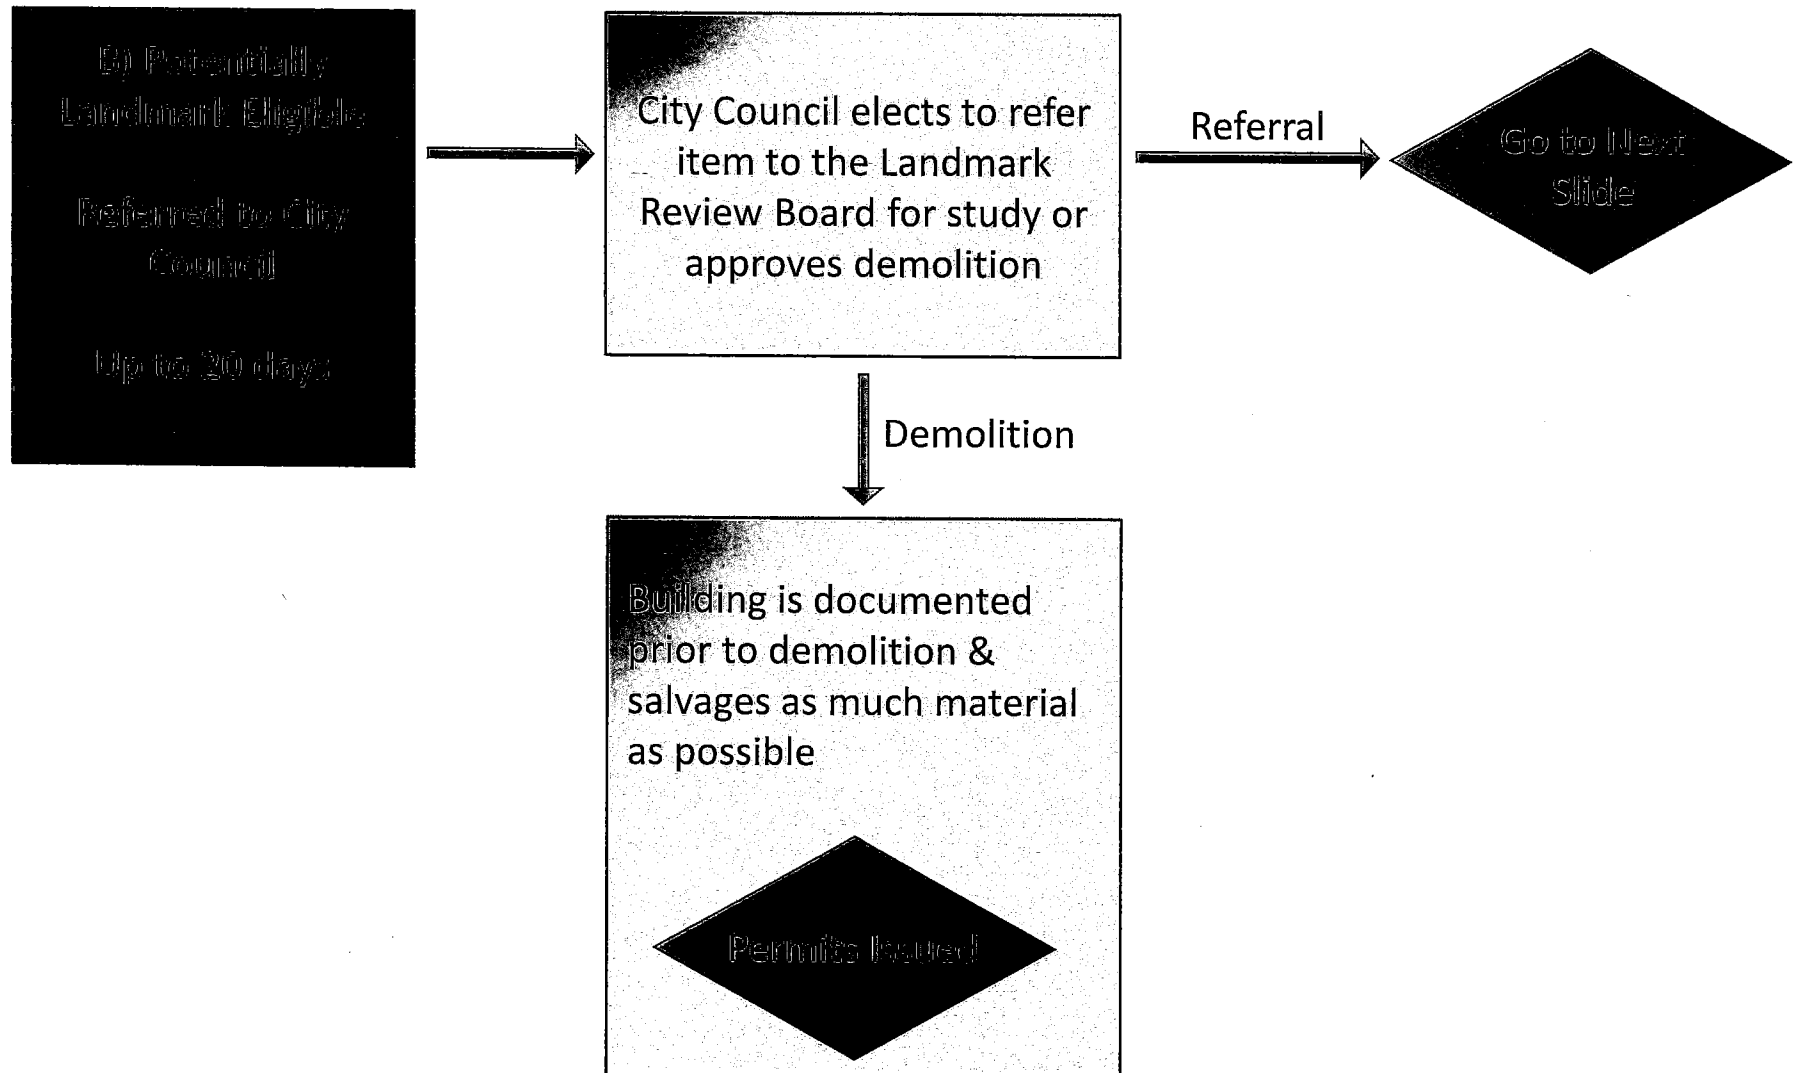 B) Potentially
Landmark Eligible
Referred to City
Council
Up to 20 days
City Council elects to refer
item to the Landmark
Review Board for study or
approves demolition
Referral
Go to Next
Slide
Demolition
Building is documented
prior to demolition &
salvages as much material
as possible
Permits Issued